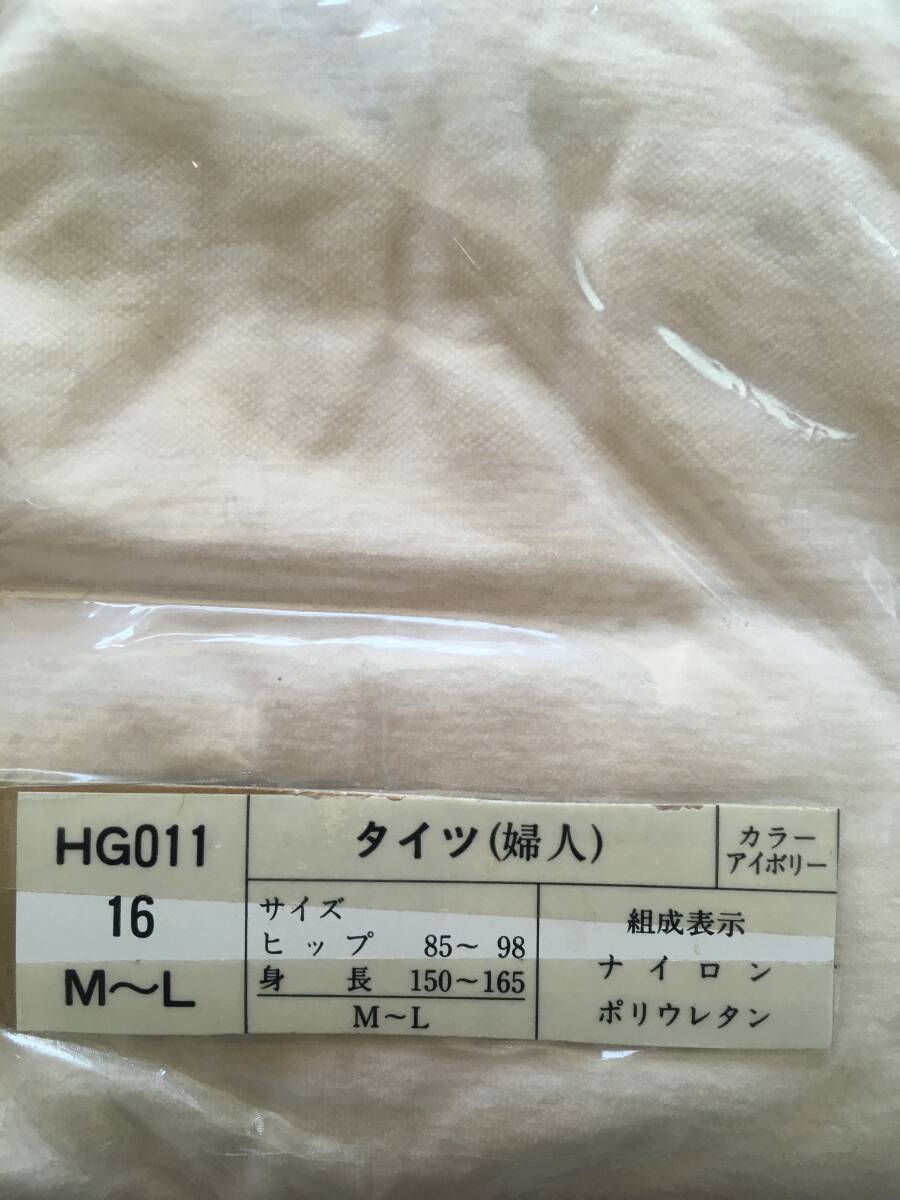 HG011
16
M～L
タイツ(婦人)
カラー
アイボリー
サイズ
ヒップ 85～ 98
身長 150～165
M～L
組成表示
ナイロン
ポリウレタン